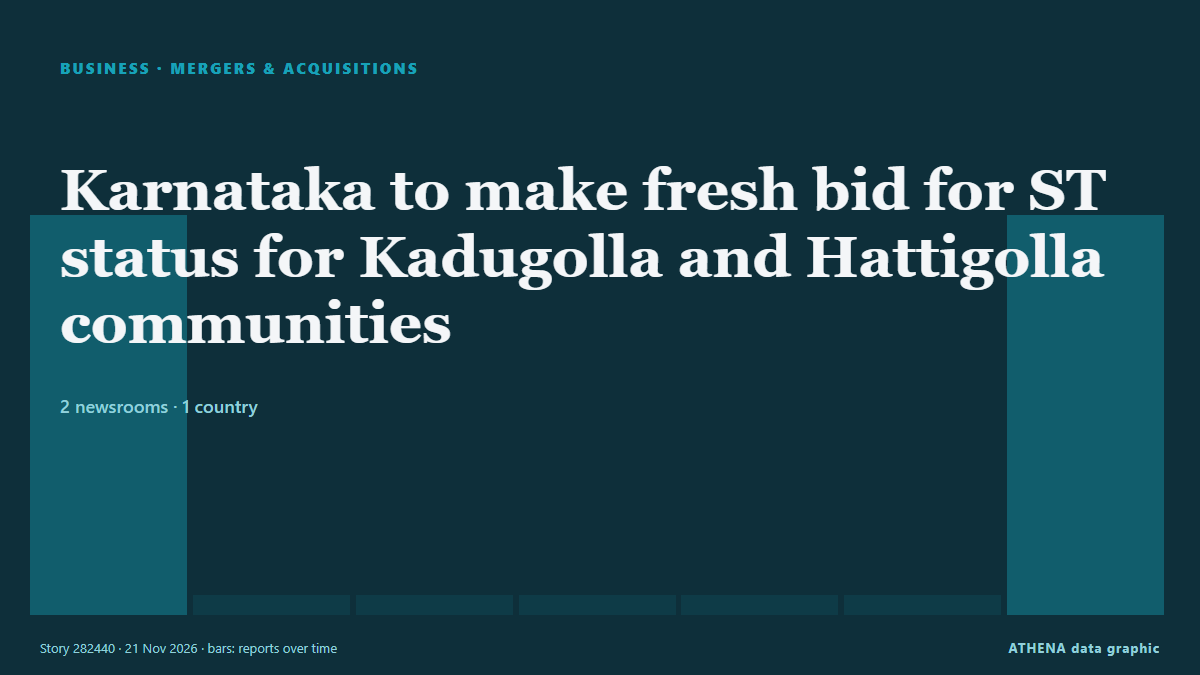 BUSINESS · MERGERS & ACQUISITIONS
Karnataka to make fresh bid for ST
status for Kadugolla and Hattigolla
communities
2 newsrooms · 1 country
Story 282440 · 21 Nov 2026 · bars: reports over time
ATHENA data graphic